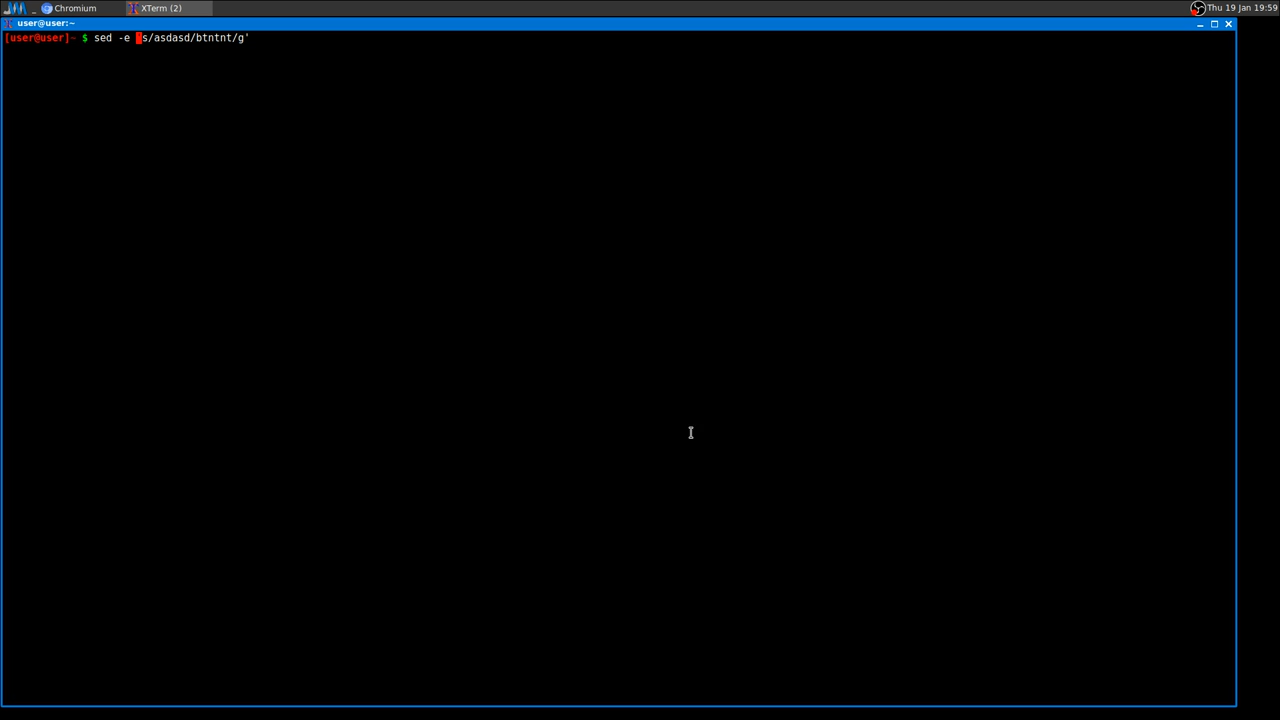 _ Chromium XTerm (2) Thu 19 Jan 19:59
user@user:~
[user@user]~ $ sed -e 's/asdasd/btntnt/g'